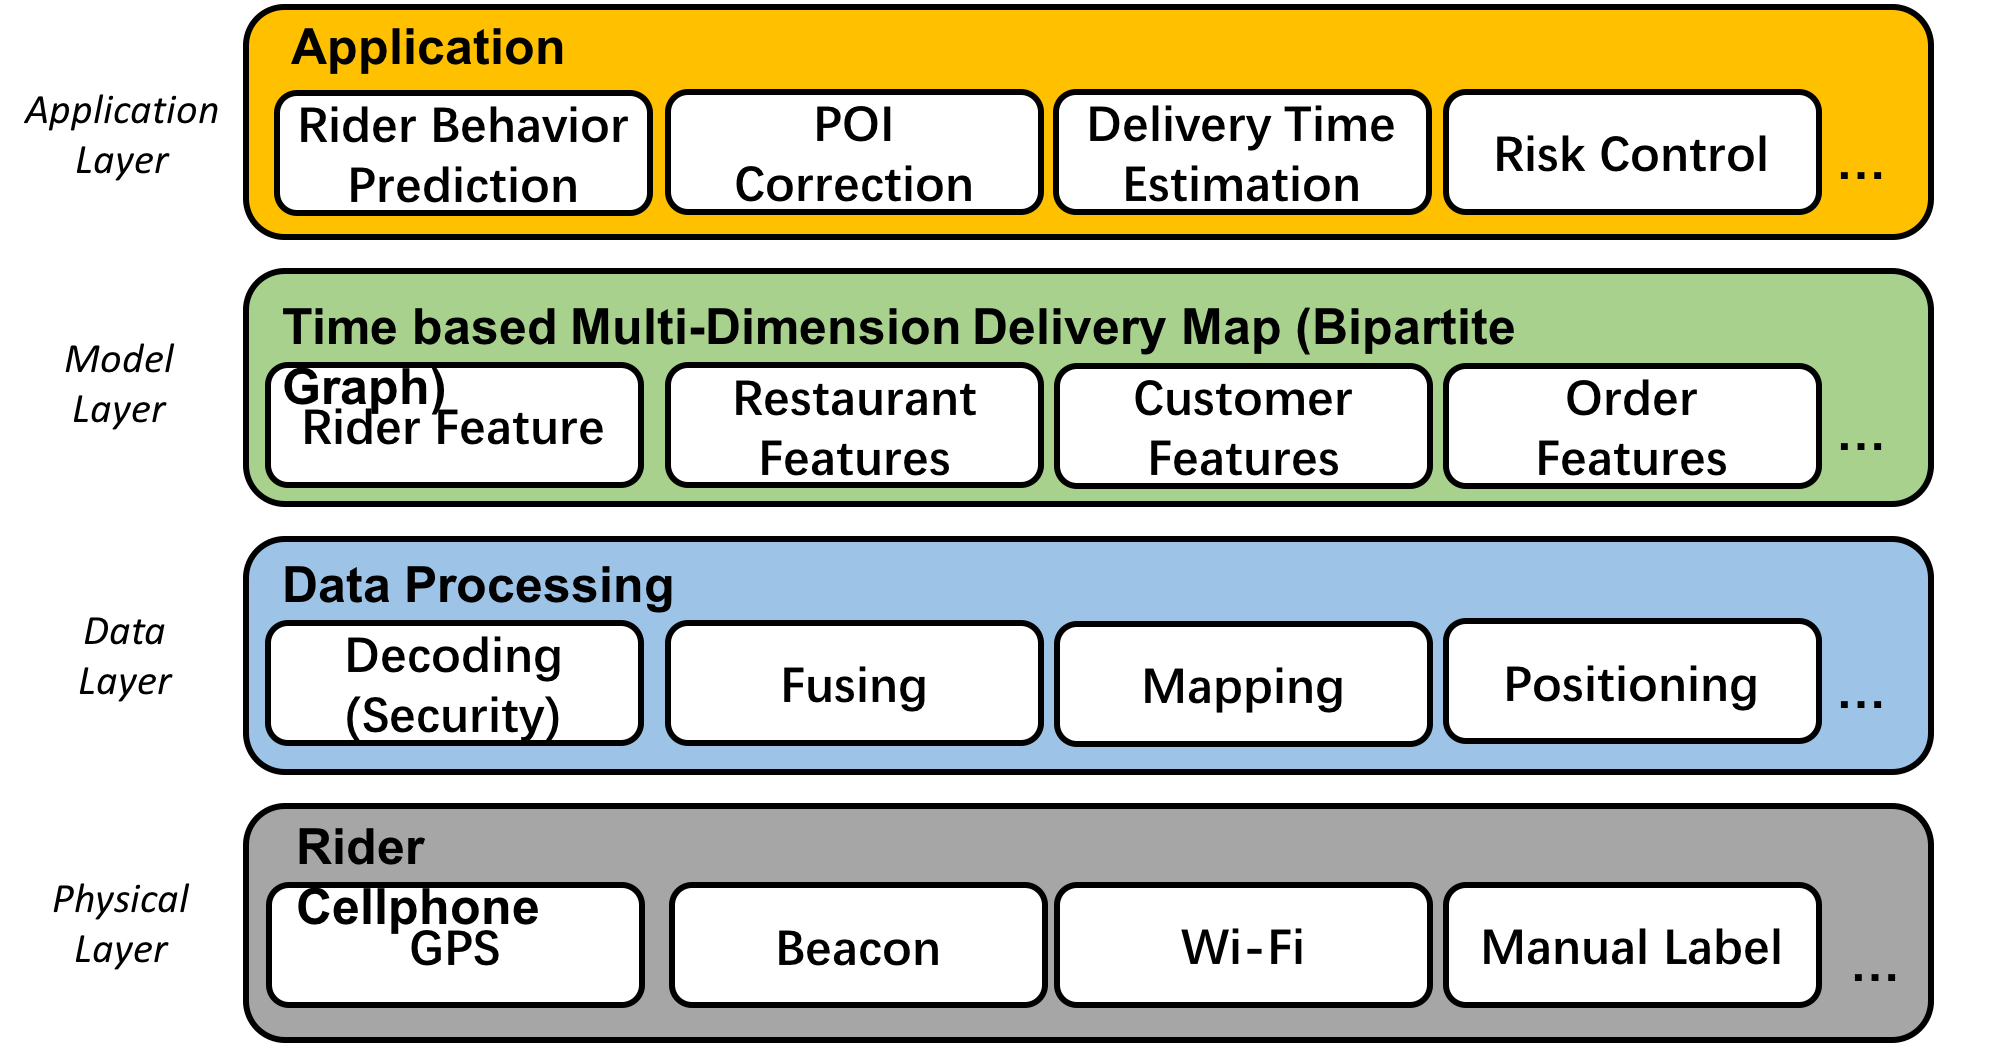 Application
Application
Layer
Rider Behavior
Prediction
POI
Correction
Delivery Time
Estimation
Risk Control
...
Time based Multi-Dimension Delivery Map (Bipartite
Graph)
Model
Layer
Rider Feature
Restaurant
Features
Customer
Features
Order
Features
...
Data Processing
Data
Layer
Decoding
(Security)
Fusing
Mapping
Positioning
...
Rider
Cellphone
Physical
Layer
GPS
Beacon
Wi-Fi
Manual Label
...